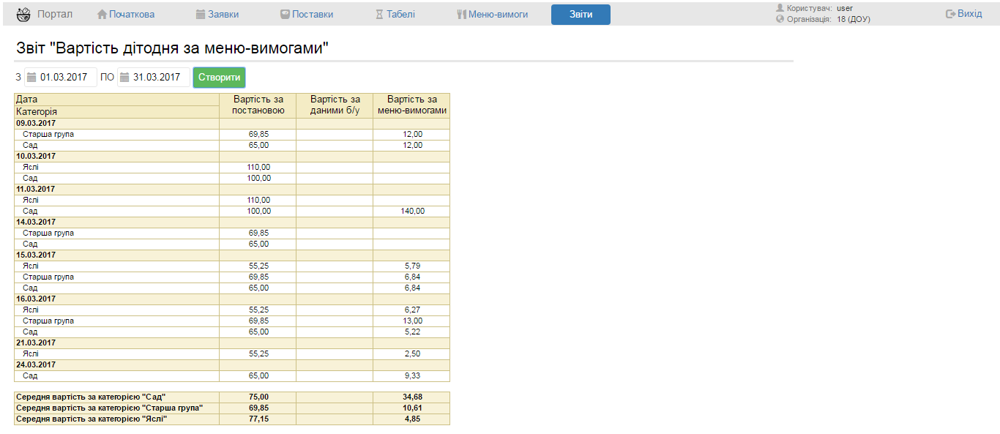 Портал Початкова Заявки Поставки Табелі Меню-вимоги Звіти Користувач: user Вихід
Організація: 18 (ДОУ)
Звіт "Вартість дітодня за меню-вимогами"
З 01.03.2017 ПО 31.03.2017 Створити
Дата Вартість за Вартість за Вартість за
Категорія постановою даними б/у меню-вимогами
09.03.2017
Старша група 69,85 12,00
Сад 65,00 12,00
10.03.2017
Яслі 110,00
Сад 100,00
11.03.2017
Яслі 110,00
Сад 100,00 140,00
14.03.2017
Старша група 69,85
Сад 65,00
15.03.2017
Яслі 55,25 5,79
Старша група 69,85 6,84
Сад 65,00 6,84
16.03.2017
Яслі 55,25 6,27
Старша група 69,85 13,00
Сад 65,00 5,22
21.03.2017
Яслі 55,25 2,50
24.03.2017
Сад 65,00 9,33
Середня вартість за категорією "Сад" 75,00 34,68
Середня вартість за категорією "Старша група" 69,85 10,61
Середня вартість за категорією "Яслі" 77,15 4,85